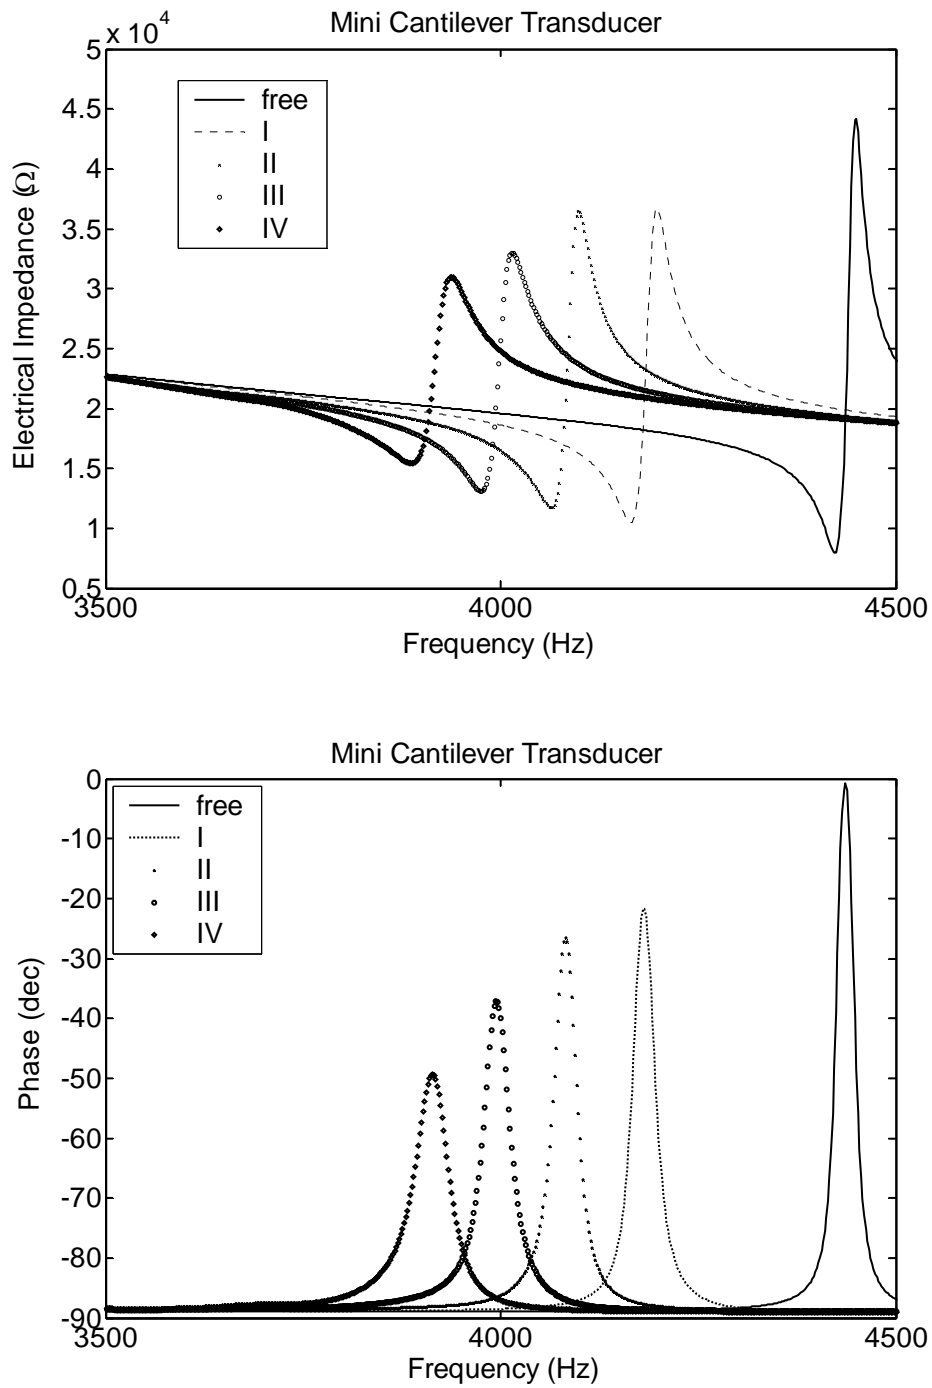 Mini Cantilever Transducer
x 10^4
5
4.5
4
3.5
3
2.5
2
1.5
1
0.5
Electrical Impedance (Ω)
free
I
II
III
IV
3500 4000 4500
Frequency (Hz)
Mini Cantilever Transducer
0
-10
-20
-30
-40
-50
-60
-70
-80
-90
Phase (dec)
free
I
II
III
IV
3500 4000 4500
Frequency (Hz)